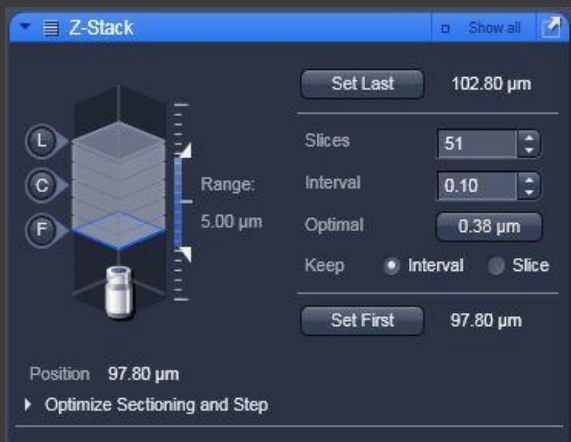 Z-Stack Show all
Set Last 102.80 µm
L
Slices 51
C Range: Interval 0.10
F 5.00 µm Optimal 0.38 µm
Keep Interval Slice
Set First 97.80 µm
Position 97.80 µm
Optimize Sectioning and Step